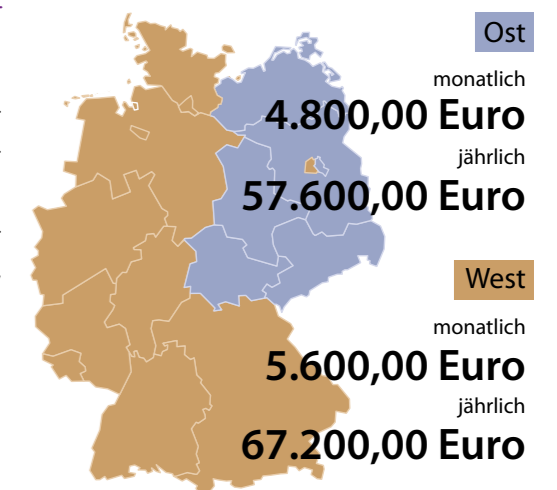 Ost
monatlich
4.800,00 Euro
jährlich
57.600,00 Euro
West
monatlich
5.600,00 Euro
jährlich
67.200,00 Euro